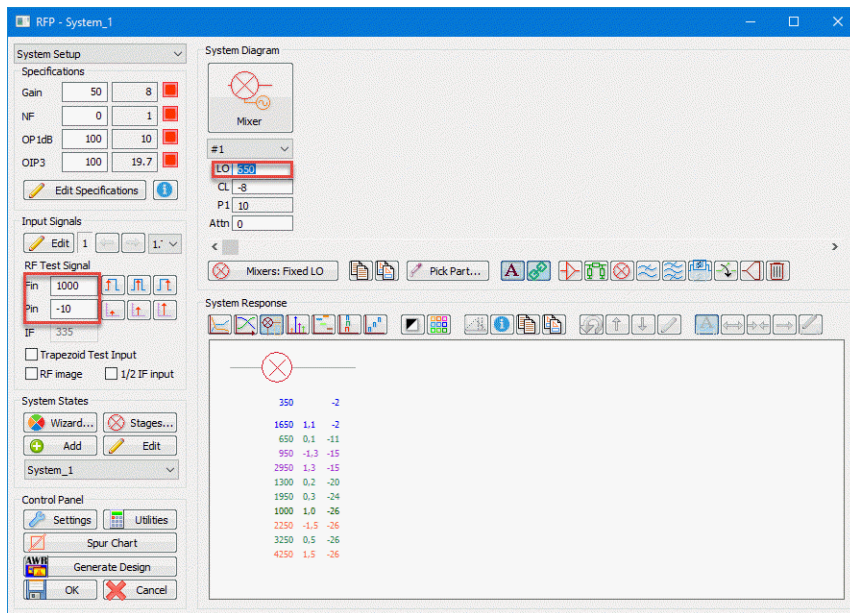 RFP - System_1
System Setup
Specifications
Gain 50 8
NF 0 1
OP1dB 100 10
OIP3 100 19.7
Edit Specifications
Input Signals
Edit 1 1.'
RF Test Signal
Fin 1000
Pin -10
IF 335
Trapezoid Test Input
RF image 1/2 IF input
System States
Wizard... Stages...
Add Edit
System_1
Control Panel
Settings Utilities
Spur Chart
AWR Generate Design
OK Cancel
System Diagram
Mixer
#1
LO 650
CL -8
P1 10
Attn 0
Mixers: Fixed LO Pick Part... A
System Response
A
350 -2
1650 1,1 -2
650 0,1 -11
950 -1,3 -15
2950 1,3 -15
1300 0,2 -20
1950 0,3 -24
1000 1,0 -26
2250 -1,5 -26
3250 0,5 -26
4250 1,5 -26